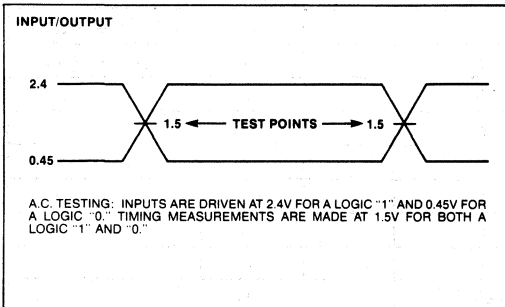 INPUT/OUTPUT
2.4
1.5 TEST POINTS 1.5
0.45
A.C. TESTING: INPUTS ARE DRIVEN AT 2.4V FOR A LOGIC "1" AND 0.45V FOR
A LOGIC "0." TIMING MEASUREMENTS ARE MADE AT 1.5V FOR BOTH A
LOGIC "1" AND "0."